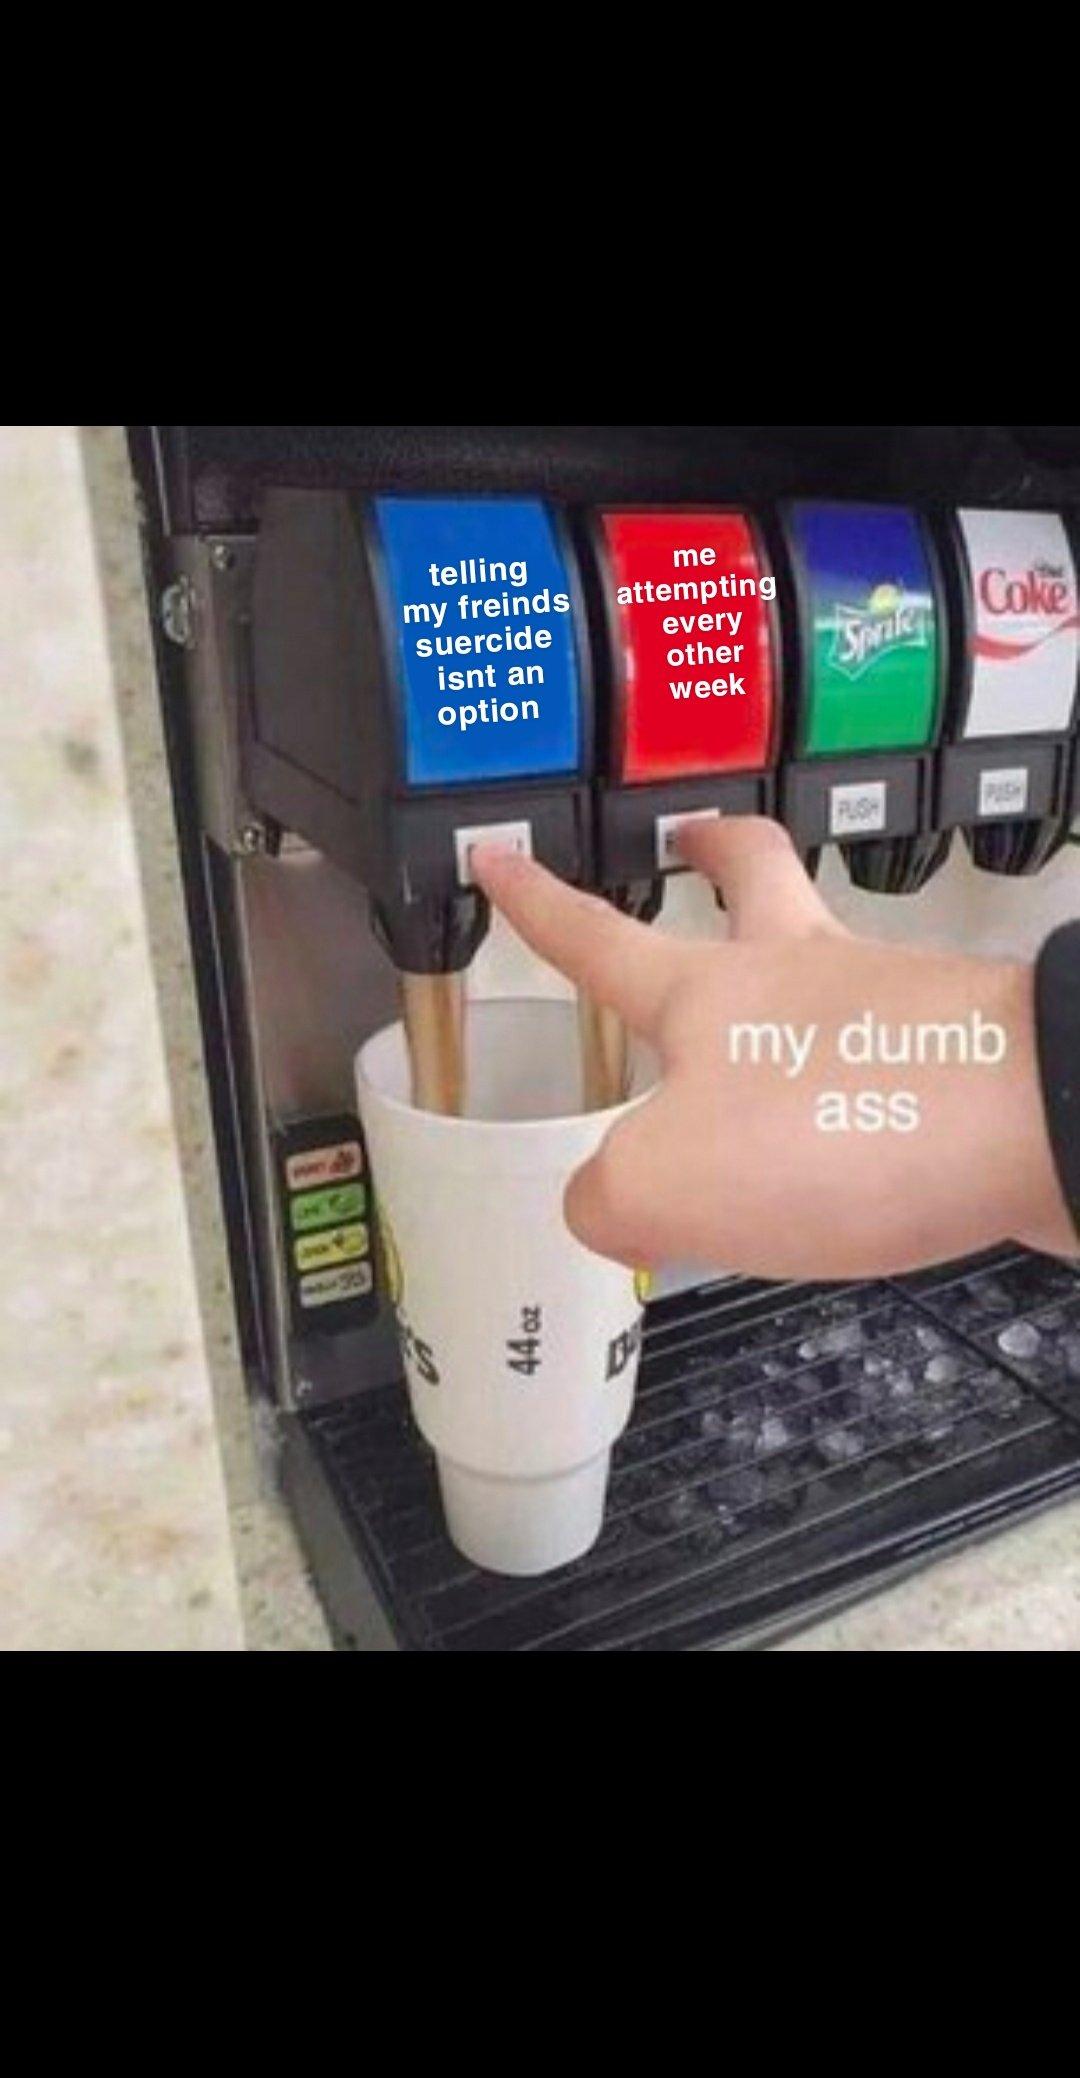 telling
my freinds
suercide
isnt an
option
me
attempting
every
other
week
Sprite
Coke
PUSH
PUSH
my dumb
ass
44 oz